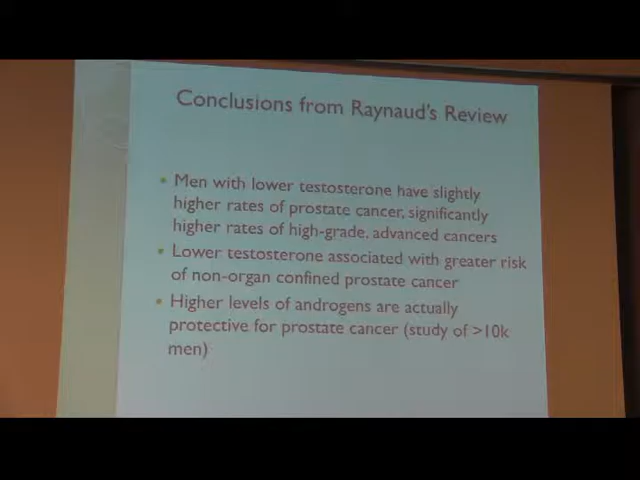 Conclusions from Raynaud's Review
• Men with lower testosterone have slightly
higher rates of prostate cancer, significantly
higher rates of high-grade, advanced cancers
• Lower testosterone associated with greater risk
of non-organ confined prostate cancer
• Higher levels of androgens are actually
protective for prostate cancer (study of >10k
men)